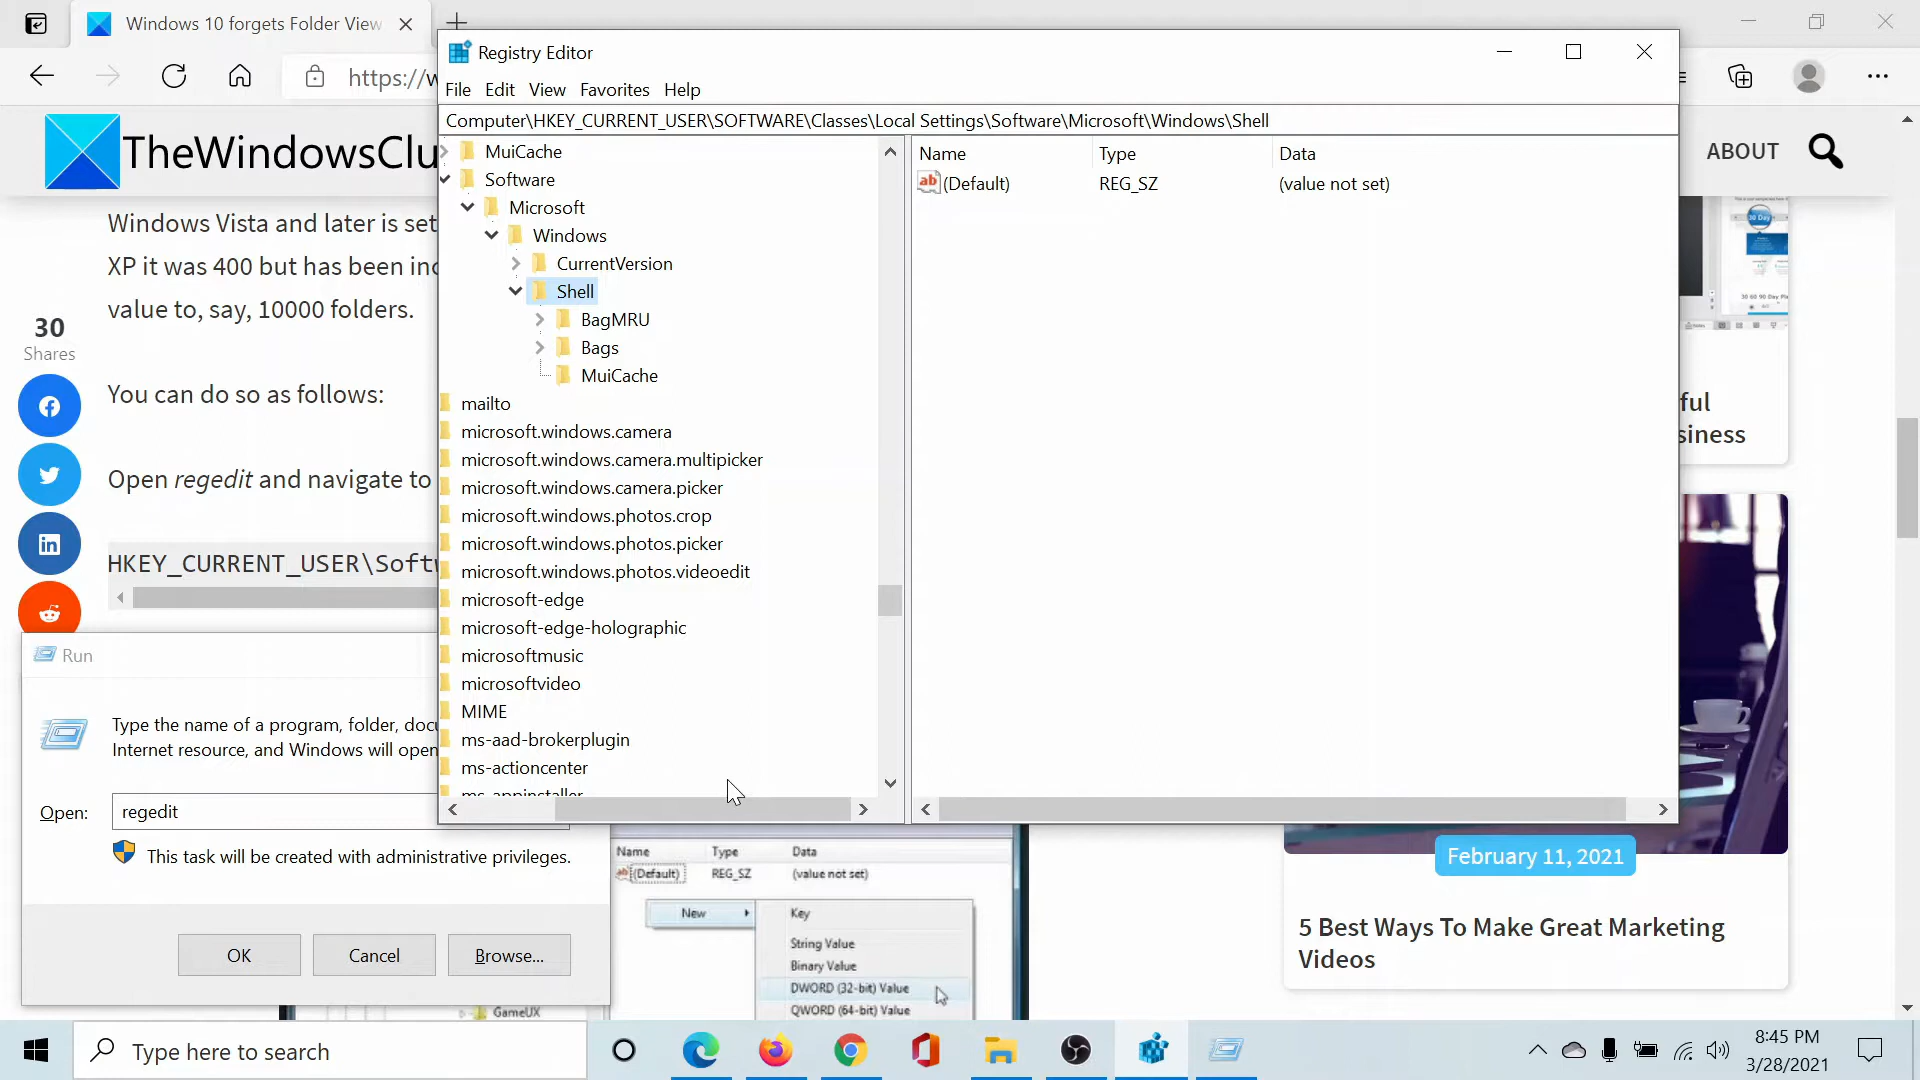 Windows 10 forgets Folder View
https://w
TheWindowsClu
ABOUT
Windows Vista and later is set
XP it was 400 but has been inc
value to, say, 10000 folders.
30
Shares
You can do so as follows:
Open regedit and navigate to
HKEY_CURRENT_USER\Softw
Registry Editor
File Edit View Favorites Help
Computer\HKEY_CURRENT_USER\SOFTWARE\Classes\Local Settings\Software\Microsoft\Windows\Shell
MuiCache
Software
Microsoft
Windows
CurrentVersion
Shell
BagMRU
Bags
MuiCache
mailto
microsoft.windows.camera
microsoft.windows.camera.multipicker
microsoft.windows.camera.picker
microsoft.windows.photos.crop
microsoft.windows.photos.picker
microsoft.windows.photos.videoedit
microsoft-edge
microsoft-edge-holographic
microsoftmusic
microsoftvideo
MIME
ms-aad-brokerplugin
ms-actioncenter
ms-appinstaller
Name Type Data
ab (Default) REG_SZ (value not set)
ful
siness
Run
Type the name of a program, folder, docu
Internet resource, and Windows will open
Open: regedit
This task will be created with administrative privileges.
OK Cancel Browse...
Name Type Data
ab (Default) REG_SZ (value not set)
New
Key
String Value
Binary Value
DWORD (32-bit) Value
QWORD (64-bit) Value
GameUX
February 11, 2021
5 Best Ways To Make Great Marketing
Videos
Type here to search
8:45 PM
3/28/2021